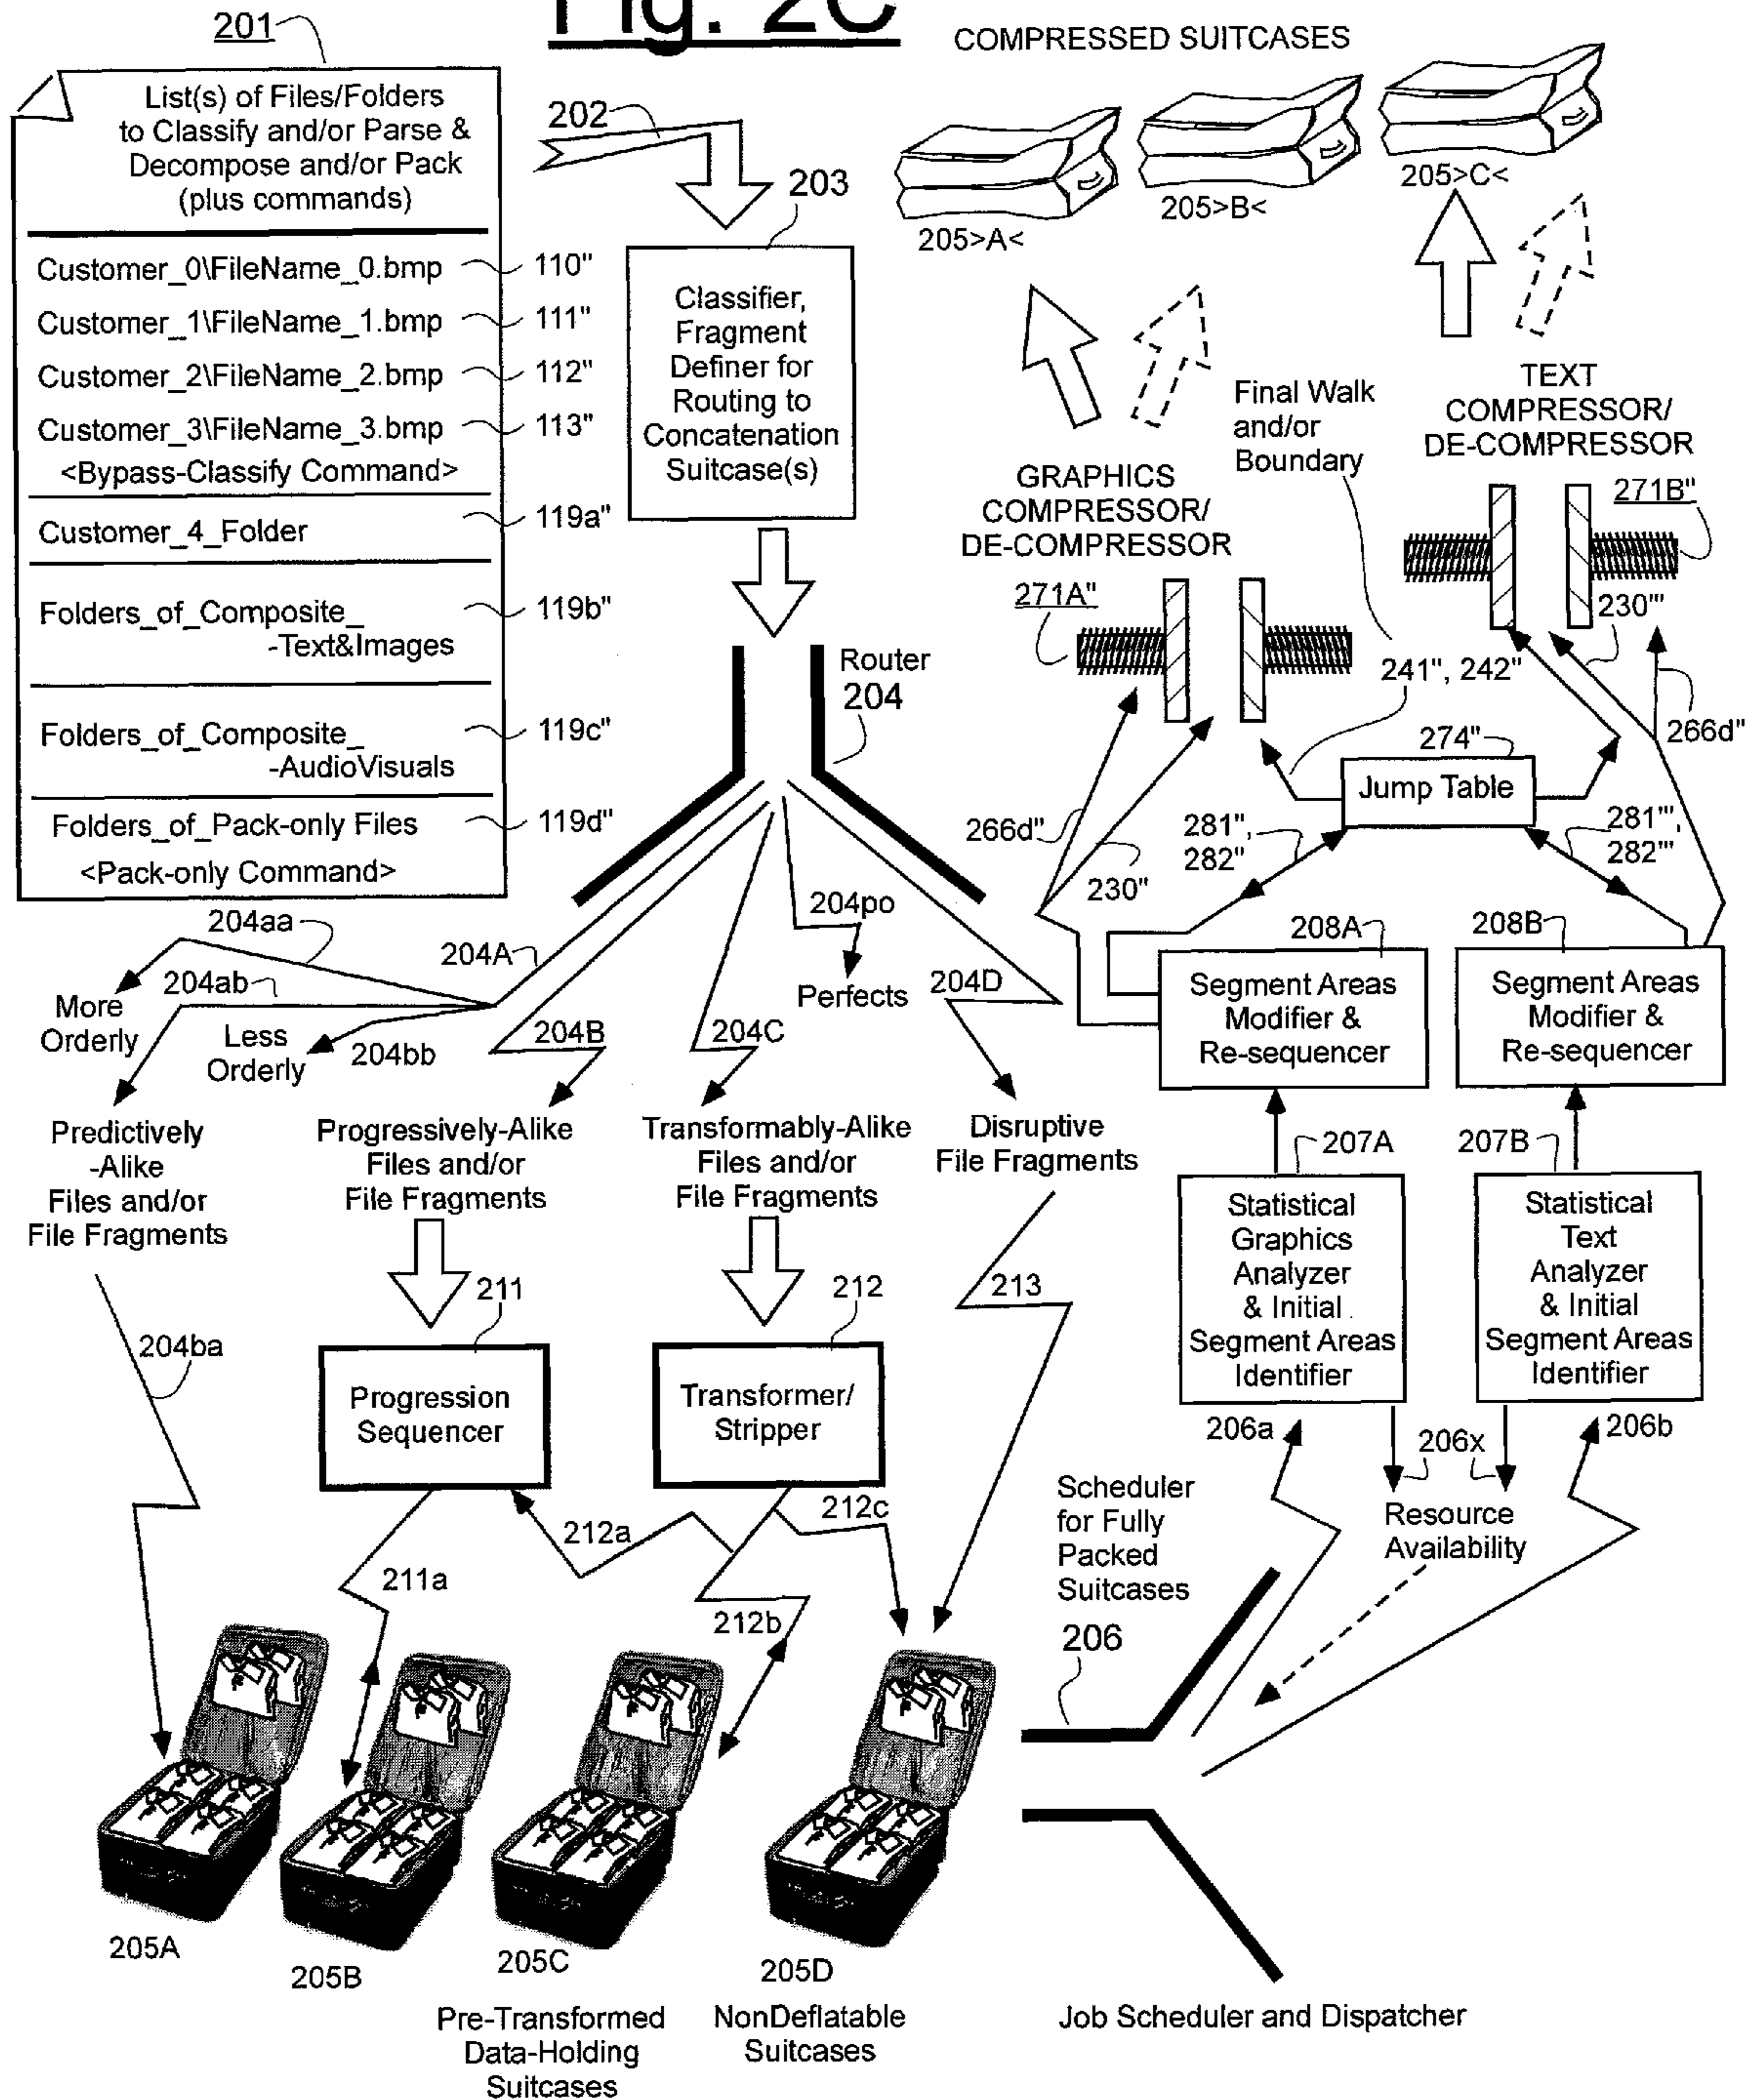 Fig. 2C
201
List(s) of Files/Folders
to Classify and/or Parse &
Decompose and/or Pack
(plus commands)
Customer_0\FileName_0.bmp
110"
Customer_1\FileName_1.bmp
111"
Customer_2\FileName_2.bmp
112"
Customer_3\FileName_3.bmp
113"
<Bypass-Classify Command>
Customer_4_Folder
119a"
Folders_of_Composite_
-Text&Images
119b"
Folders_of_Composite_
-AudioVisuals
119c"
Folders_of_Pack-only Files
119d"
<Pack-only Command>
202
203
Classifier,
Fragment
Definer for
Routing to
Concatenation
Suitcase(s)
COMPRESSED SUITCASES
205>A<
205>B<
205>C<
Final Walk
and/or
Boundary
TEXT
COMPRESSOR/
DE-COMPRESSOR
GRAPHICS
COMPRESSOR/
DE-COMPRESSOR
271A"
271B"
230'''
241", 242"
266d"
274"
Jump Table
266d"
230"
281",
282"
281''',
282'''
Router
204
204aa
204ab
204A
204po
204D
More
Orderly
Less
Orderly
204bb
204B
204C
Perfects
208A
Segment Areas
Modifier &
Re-sequencer
208B
Segment Areas
Modifier &
Re-sequencer
Predictively
-Alike
Files and/or
File Fragments
Progressively-Alike
Files and/or
File Fragments
Transformably-Alike
Files and/or
File Fragments
Disruptive
File Fragments
207A
Statistical
Graphics
Analyzer
& Initial
Segment Areas
Identifier
207B
Statistical
Text
Analyzer
& Initial
Segment Areas
Identifier
204ba
211
Progression
Sequencer
212
Transformer/
Stripper
213
206a
206x
206b
Resource
Availability
211a
212a
212b
212c
Scheduler
for Fully
Packed
Suitcases
206
205A
205B
205C
205D
Pre-Transformed
Data-Holding
Suitcases
NonDeflatable
Suitcases
Job Scheduler and Dispatcher